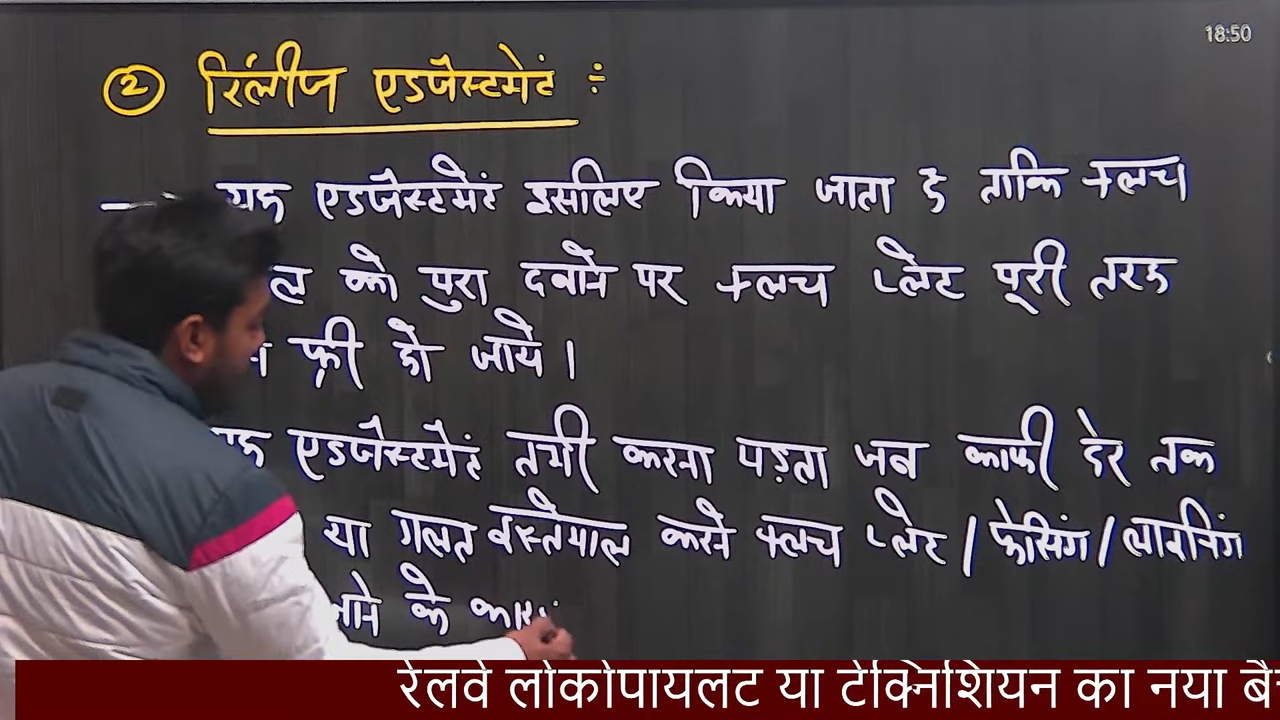 18:50
② रिलीज एडजेस्टमेंट ÷
यह एडजेस्टमेंट इसलिए किया जाता है ताकि क्लच
को पुरा दबाने पर क्लच प्लेट पूरी तरह
फ्री हो जाये।
एडजेस्टमेंट तभी करना पड़ता जब काफी देर तक
या गलत इस्तेमाल करने क्लच प्लेट / फेसिंग / लाइनिंग
के
रेलवे लोकोपायलट या टेक्निशियन का नया